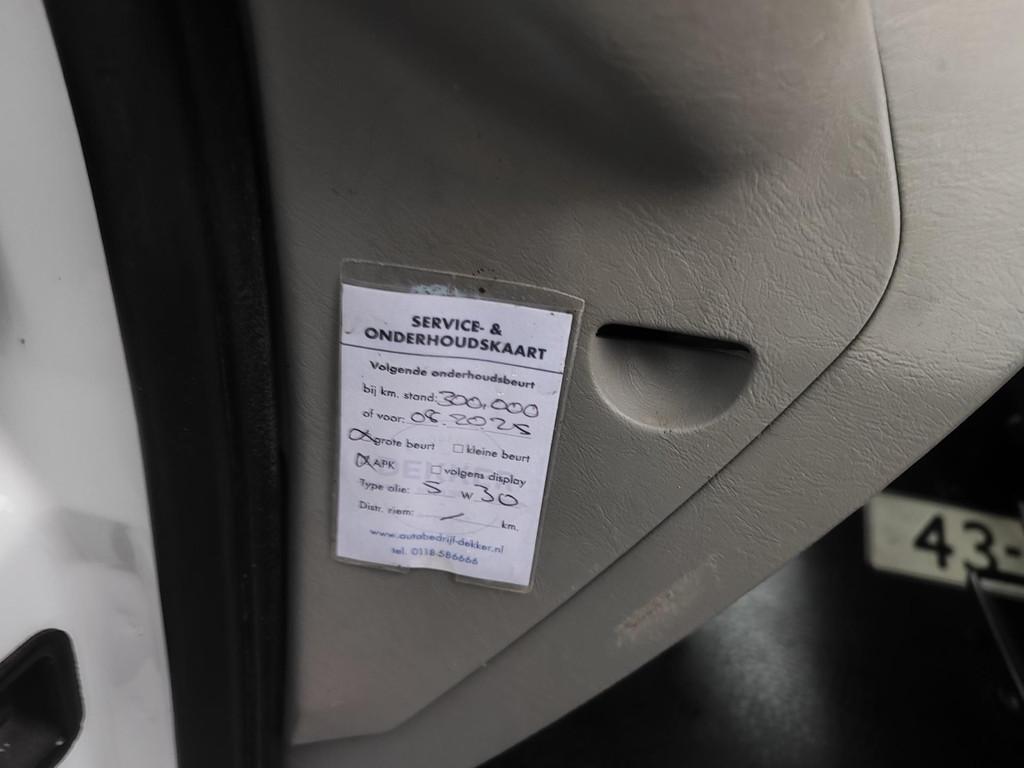 SERVICE- &
ONDERHOUDSKAART
Volgende onderhoudsbeurt
bij km. stand: 300.000
of voor: 08.2025
grote beurt kleine beurt
APK volgens display
Type olie: 5 W 30
Distr. riem: / km.
www.autobedrijf-dekker.nl
tel. 0118-586666
43-